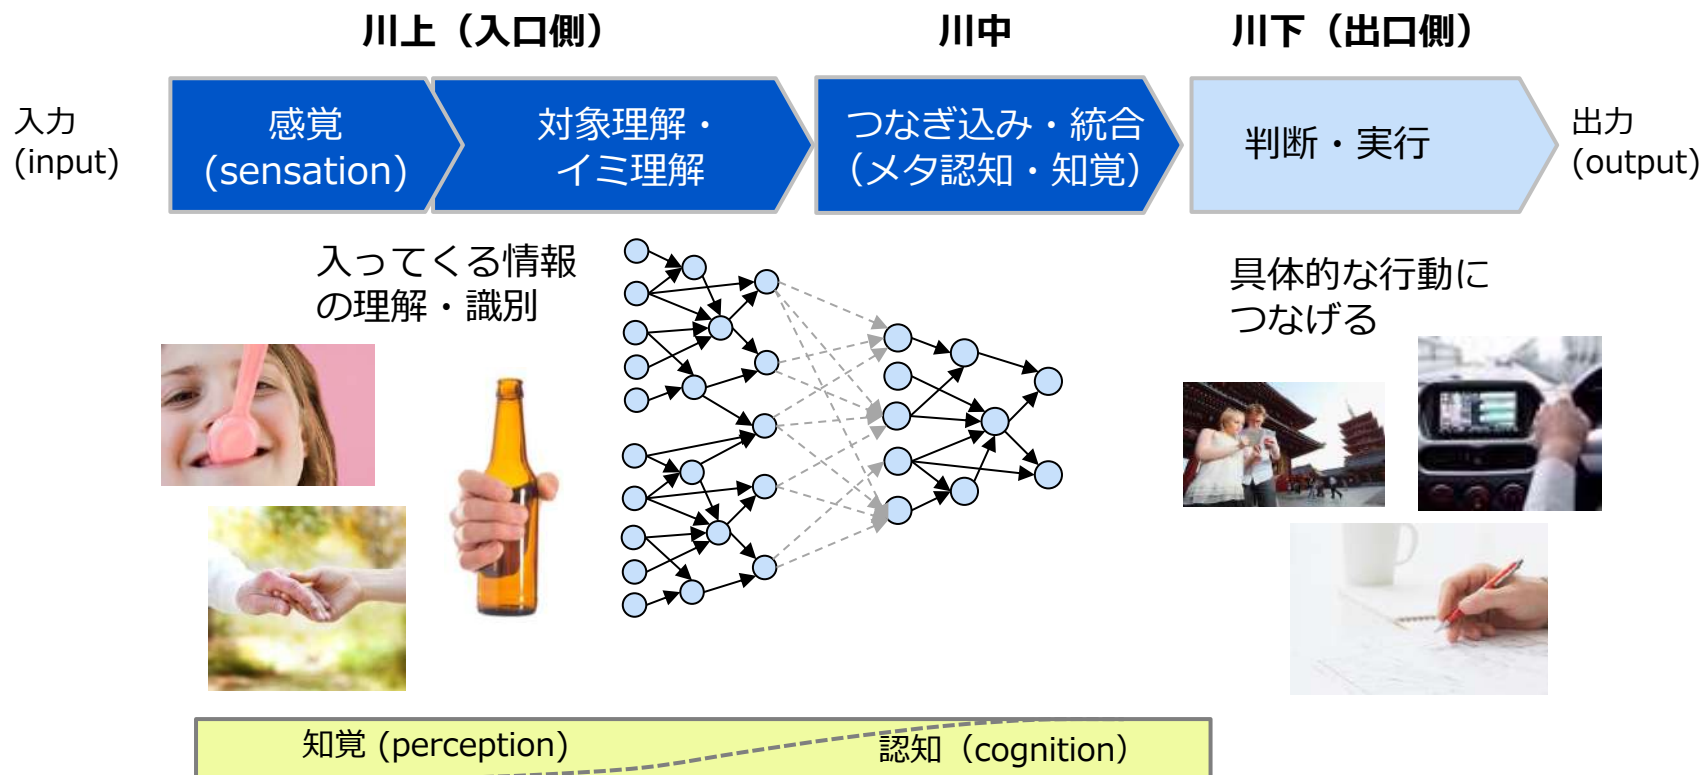 川上（入口側）
川中
川下（出口側）
入力
(input)
感覚
(sensation)
対象理解・
イミ理解
つなぎ込み・統合
（メタ認知・知覚）
判断・実行
出力
(output)
入ってくる情報
の理解・識別
具体的な行動に
つなげる
知覚 (perception)
認知（cognition）